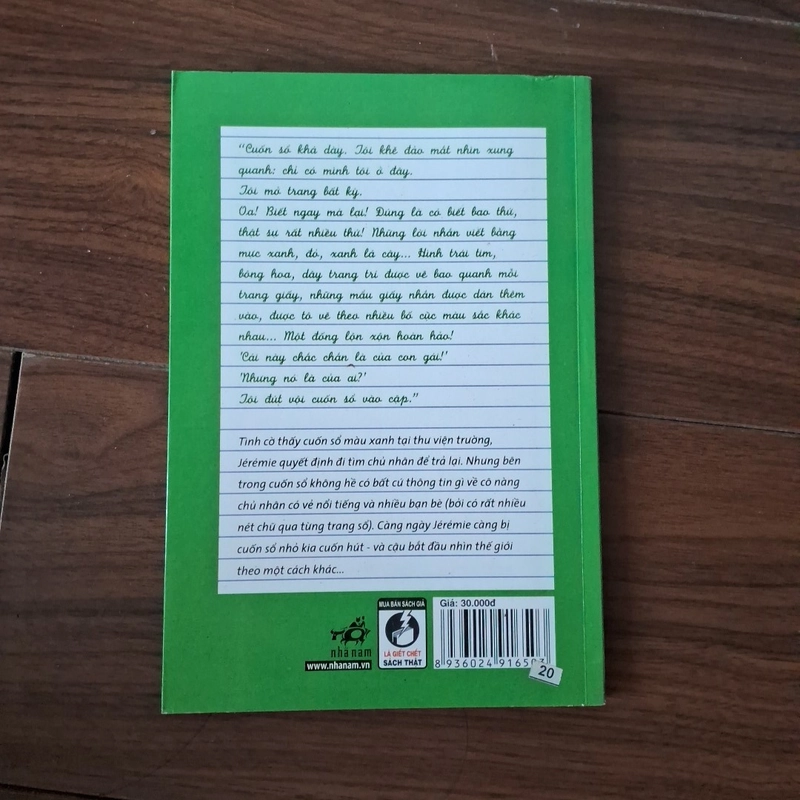 "Cuốn sổ khá dày. Tôi khẽ đảo mắt nhìn xung
quanh: chỉ có mình tôi ở đây.
Tôi mở trang bất kỳ.
Oa! Biết ngay mà lại! Đúng là có biết bao thứ,
thật sự rất nhiều thứ! Những lời nhắn viết bằng
mực xanh, đỏ, xanh lá cây... Hình trái tim,
bông hoa, dây trang trí được vẽ bao quanh mỗi
trang giấy, những mẩu giấy nhắn được dán thêm
vào, được tô vẽ theo nhiều bố cục màu sắc khác
nhau... Một đống lộn xộn hoàn hảo!
'Cái này chắc chắn là của con gái!'
'Nhưng nó là của ai?'
Tôi đút vội cuốn sổ vào cặp."
Tình cờ thấy cuốn sổ màu xanh tại thư viện trường,
Jérémie quyết định đi tìm chủ nhân để trả lại. Nhưng bên
trong cuốn sổ không hề có bất cứ thông tin gì về cô nàng
chủ nhân có vẻ nổi tiếng và nhiều bạn bè (bởi có rất nhiều
nét chữ qua từng trang sổ). Càng ngày Jérémie càng bị
cuốn sổ nhỏ kia cuốn hút - và cậu bắt đầu nhìn thế giới
theo một cách khác...
nhã nam
www.nhanam.vn
MUA BÁN SÁCH GIẢ
LÀ GIẾT CHẾT
SÁCH THẬT
Giá: 30.000đ
8 936024 9165
20